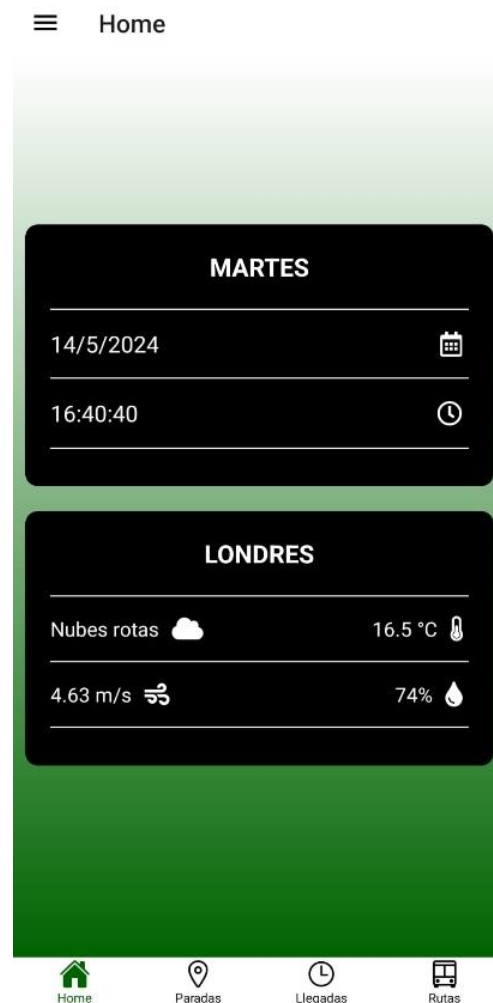 Home
MARTES
14/5/2024
16:40:40
LONDRES
Nubes rotas 16.5 °C
4.63 m/s 74%
Home Paradas Llegadas Rutas